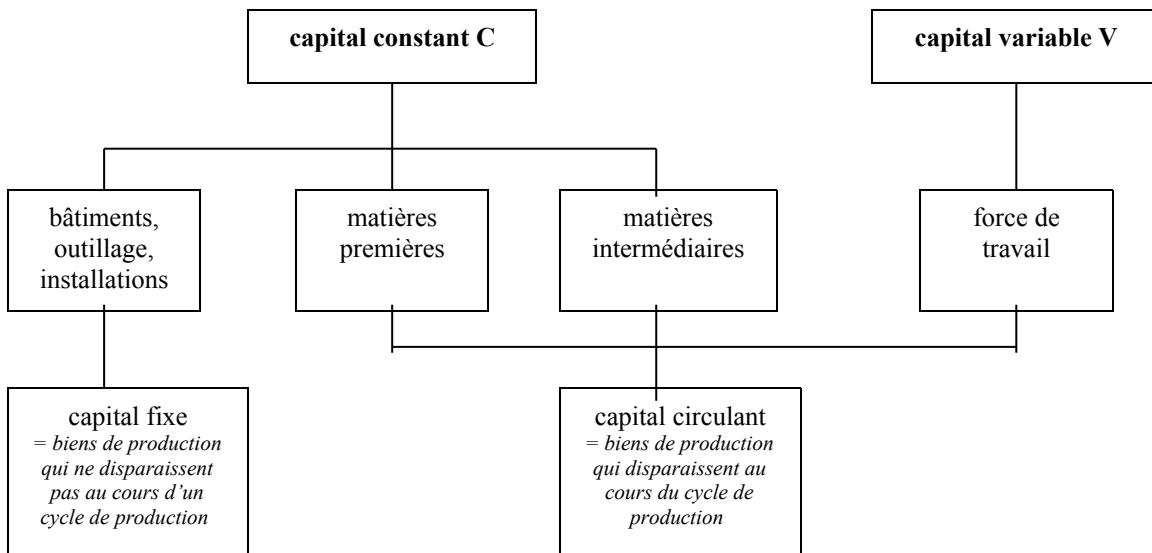 capital constant C
capital variable V
bâtiments,
outillage,
installations
matières
premières
matières
intermédiaires
force de
travail
capital fixe
= biens de production
qui ne disparaissent
pas au cours d’un
cycle de production
capital circulant
= biens de production
qui disparaissent au
cours du cycle de
production